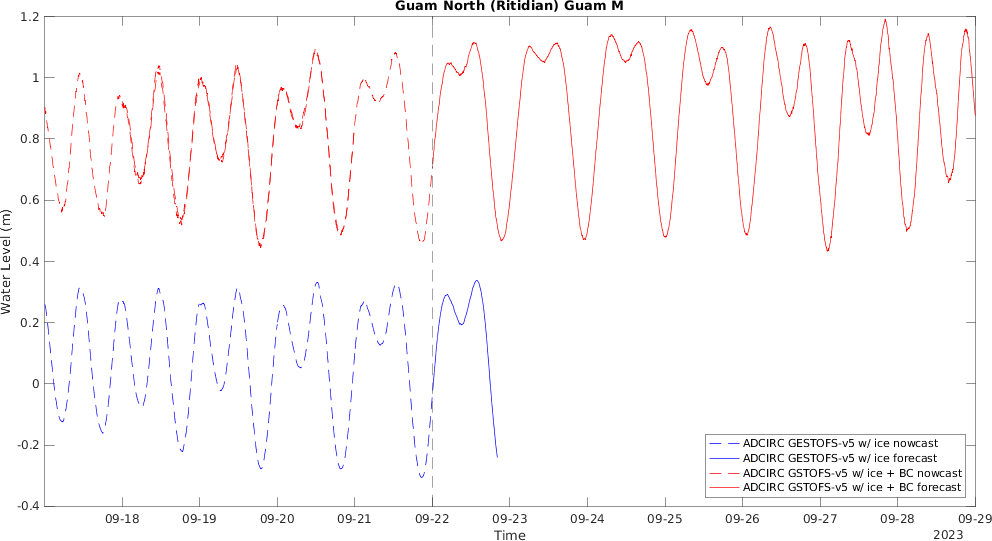 Guam North (Ritidian) Guam M
1.2
1
0.8
0.6
0.4
0.2
0
-0.2
-0.4
Water Level (m)
ADCIRC GESTOFS-v5 w/ ice nowcast
ADCIRC GESTOFS-v5 w/ ice forecast
ADCIRC GSTOFS-v5 w/ ice + BC nowcast
ADCIRC GSTOFS-v5 w/ ice + BC forecast
09-18 09-19 09-20 09-21 09-22 09-23 09-24 09-25 09-26 09-27 09-28 09-29
Time
2023